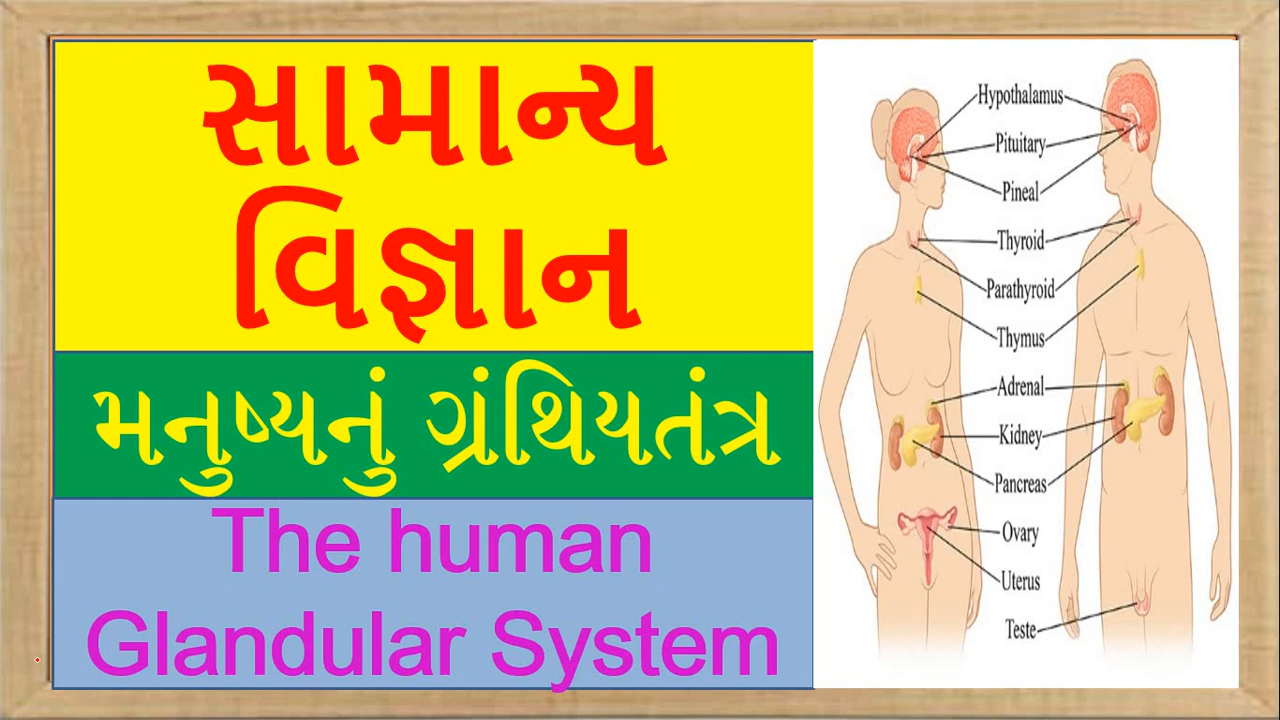 સામાન્ય
વિજ્ઞાન
મનુષ્યનું ગ્રંથિયતંત્ર
The human
Glandular System
Hypothalamus
Pituitary
Pineal
Thyroid
Parathyroid
Thymus
Adrenal
Kidney
Pancreas
Ovary
Uterus
Teste